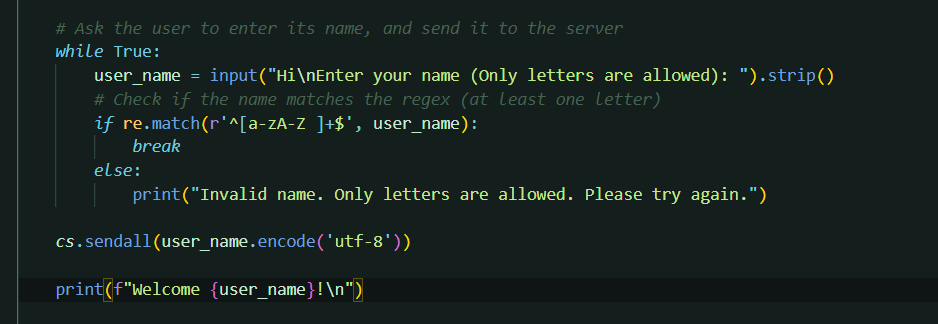 # Ask the user to enter its name, and send it to the server
while True:
user_name = input("Hi\nEnter your name (Only letters are allowed): ").strip()
# Check if the name matches the regex (at least one letter)
if re.match(r'^[a-zA-Z ]+$', user_name):
break
else:
print("Invalid name. Only letters are allowed. Please try again.")
cs.sendall(user_name.encode('utf-8'))
print(f"Welcome {user_name}!\n")